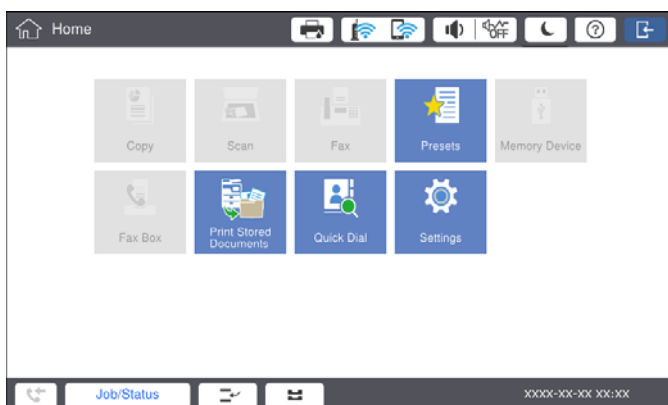 Home
OFF
?
Copy
Scan
Fax
Presets
Memory Device
Fax Box
Print Stored
Documents
Quick Dial
Settings
Job/Status
XXXX-XX-XX XX:XX